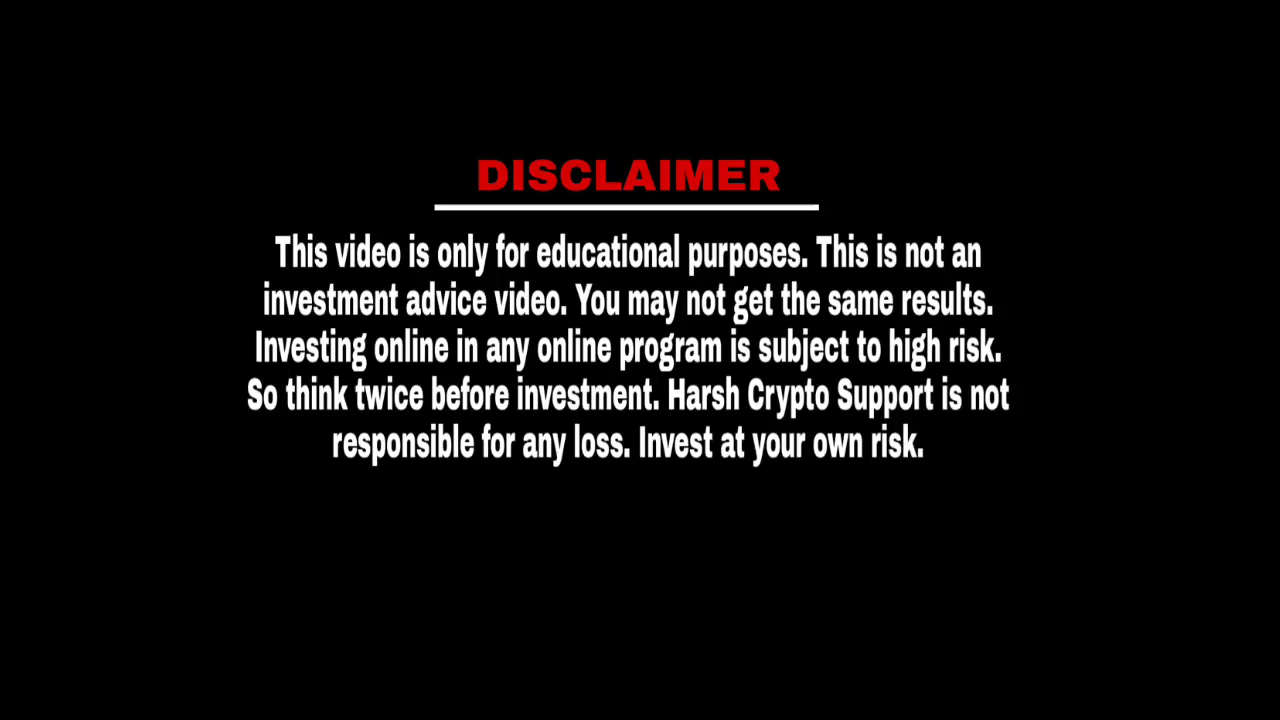 DISCLAIMER
This video is only for educational purposes. This is not an
investment advice video. You may not get the same results.
Investing online in any online program is subject to high risk.
So think twice before investment. Harsh Crypto Support is not
responsible for any loss. Invest at your own risk.